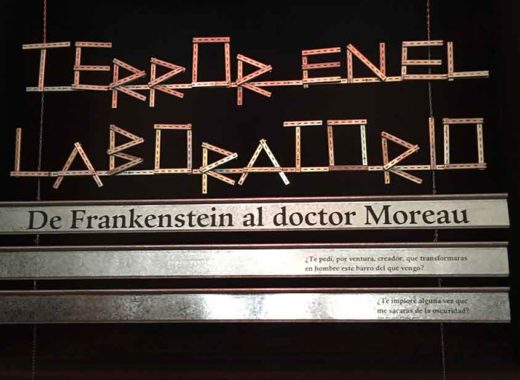 TERROR EN EL
LABORATORIO
De Frankenstein al doctor Moreau
¿Te pedí, por ventura, creador, que transformaras
en hombre este barro del que vengo?
¿Te imploré alguna vez que
me sacaras de la oscuridad?